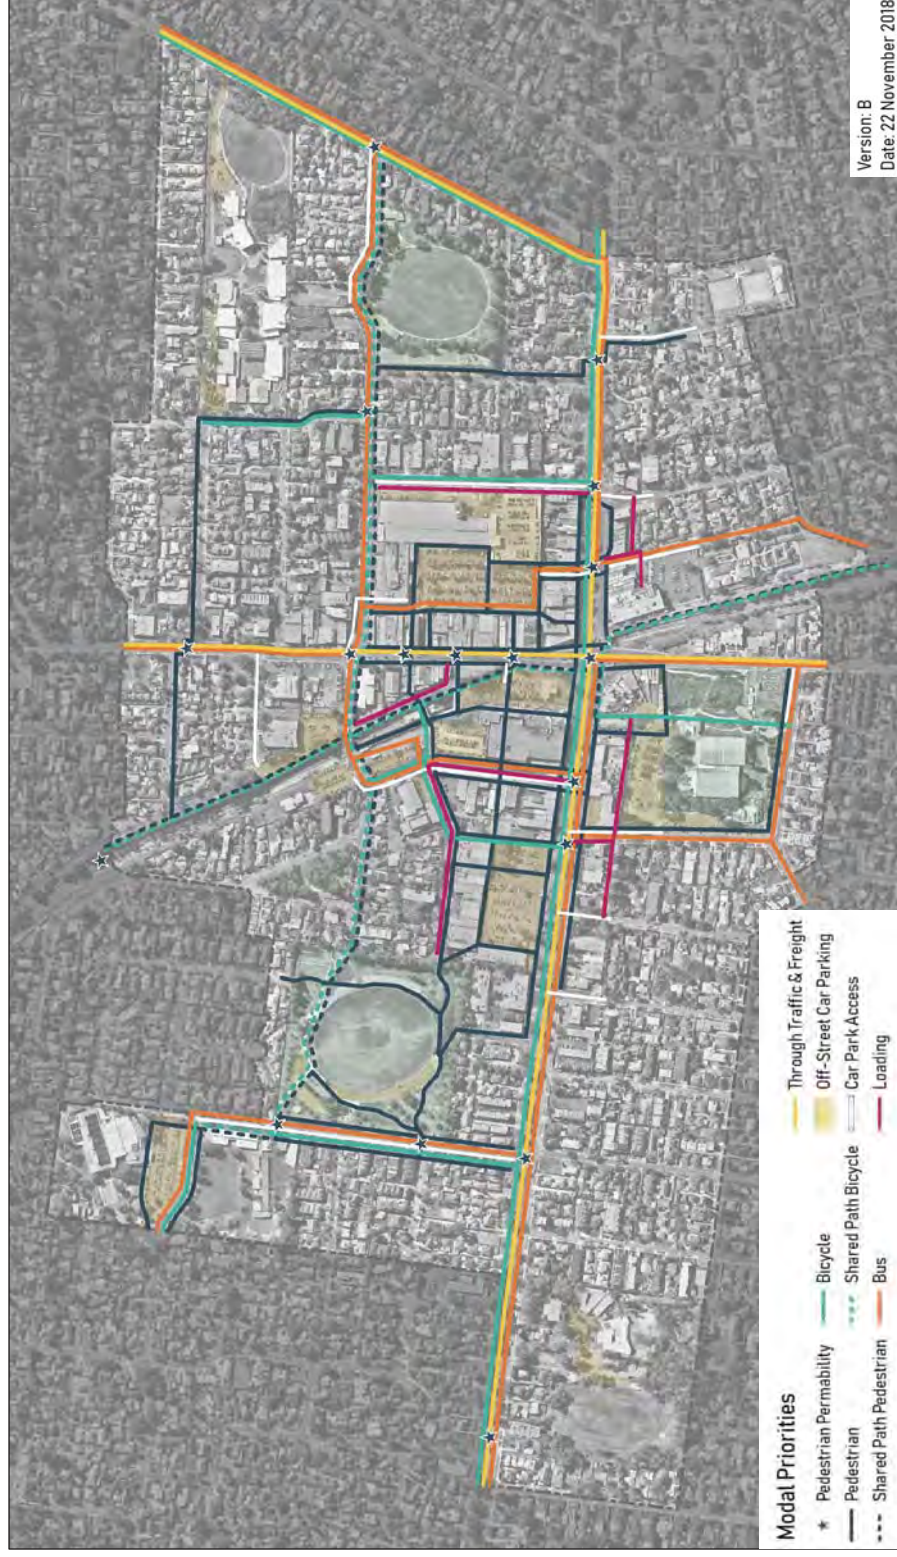 Version: B
Date: 22 November 2018
Modal Priorities
Pedestrian Permability
Pedestrian
Shared Path Pedestrian
Bicycle
Shared Path Bicycle
Bus
Through Traffic & Freight
Off-Street Car Parking
Car Park Access
Loading